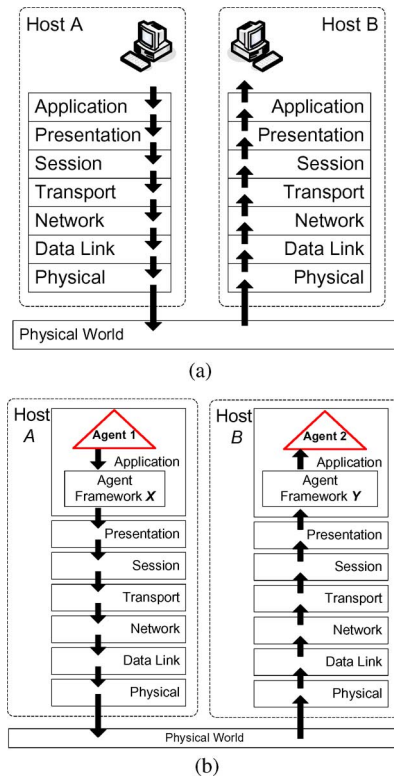 Host A
Host B
Application
Presentation
Session
Transport
Network
Data Link
Physical
Application
Presentation
Session
Transport
Network
Data Link
Physical
Physical World
(a)
Host
A
Agent 1
Application
Agent
Framework X
Presentation
Session
Transport
Network
Data Link
Physical
Host
B
Agent 2
Application
Agent
Framework Y
Presentation
Session
Transport
Network
Data Link
Physical
Physical World
(b)